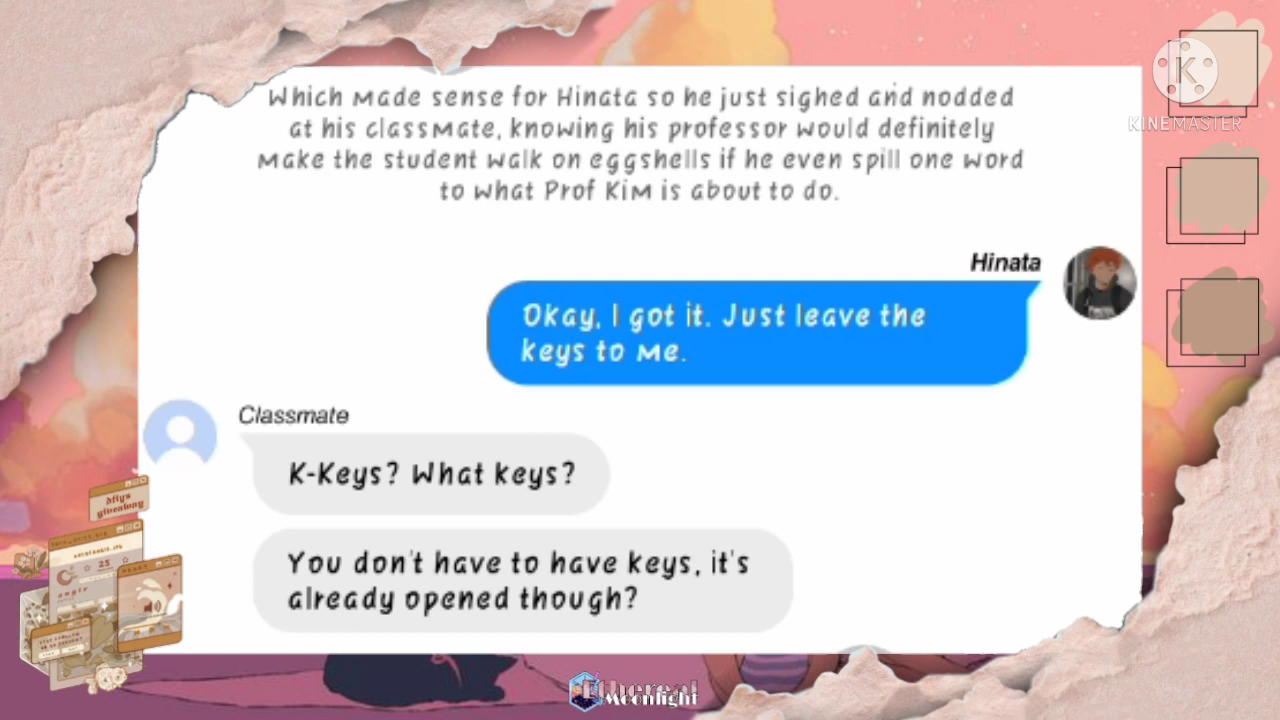 Which made sense for Hinata so he just sighed and nodded
at his classmate, knowing his professor would definitely
make the student walk on eggshells if he even spill one word
to what Prof Kim is about to do.
Hinata
Okay, I got it. Just leave the
keys to me.
Classmate
K-Keys? What keys?
You don't have to have keys, it's
already opened though?
K
KINEMASTER
giveaway
25
Ethereal
Moonlight